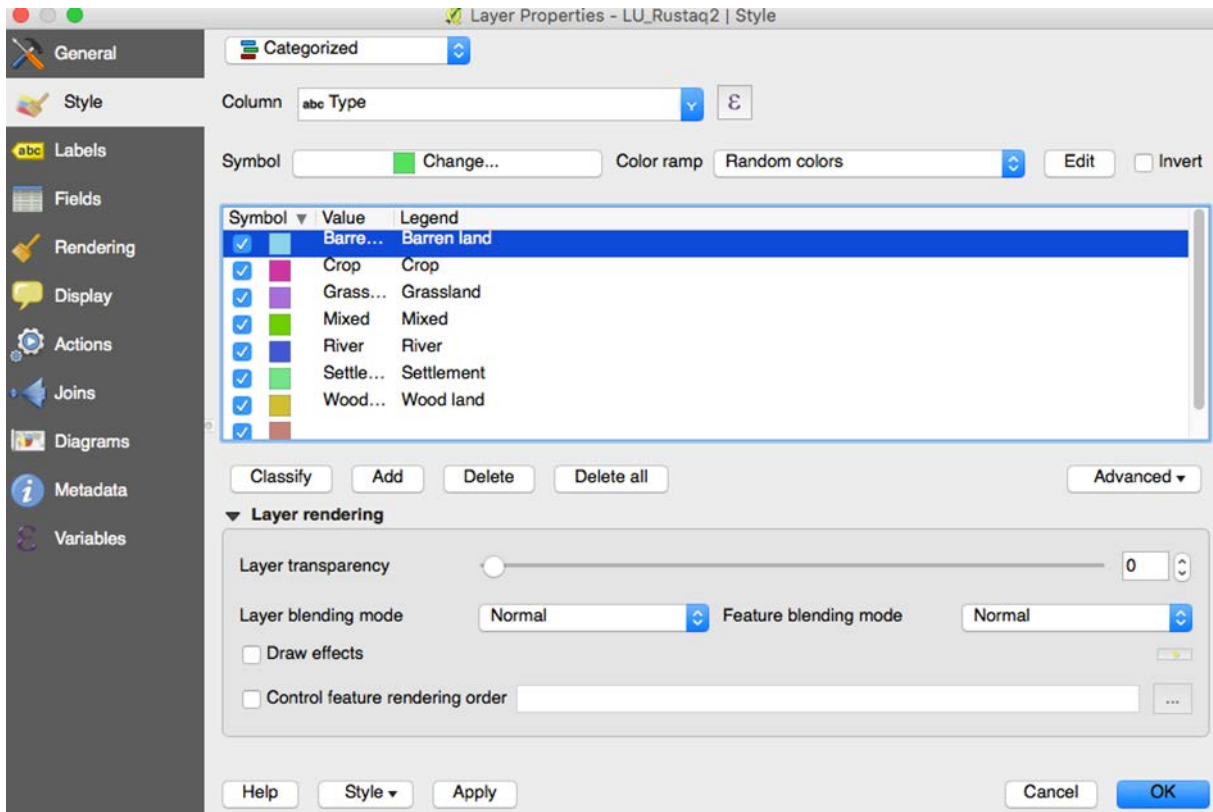 Layer Properties - LU_Rustaq2 | Style
General
Style
Labels
Fields
Rendering
Display
Actions
Joins
Diagrams
Metadata
Variables
Categorized
Column abc Type ε
Symbol Change... Color ramp Random colors Edit Invert
Symbol Value Legend
Barre... Barren land
Crop Crop
Grass... Grassland
Mixed Mixed
River River
Settle... Settlement
Wood... Wood land
Classify Add Delete Delete all Advanced
Layer rendering
Layer transparency 0
Layer blending mode Normal Feature blending mode Normal
Draw effects
Control feature rendering order ...
Help Style Apply Cancel OK